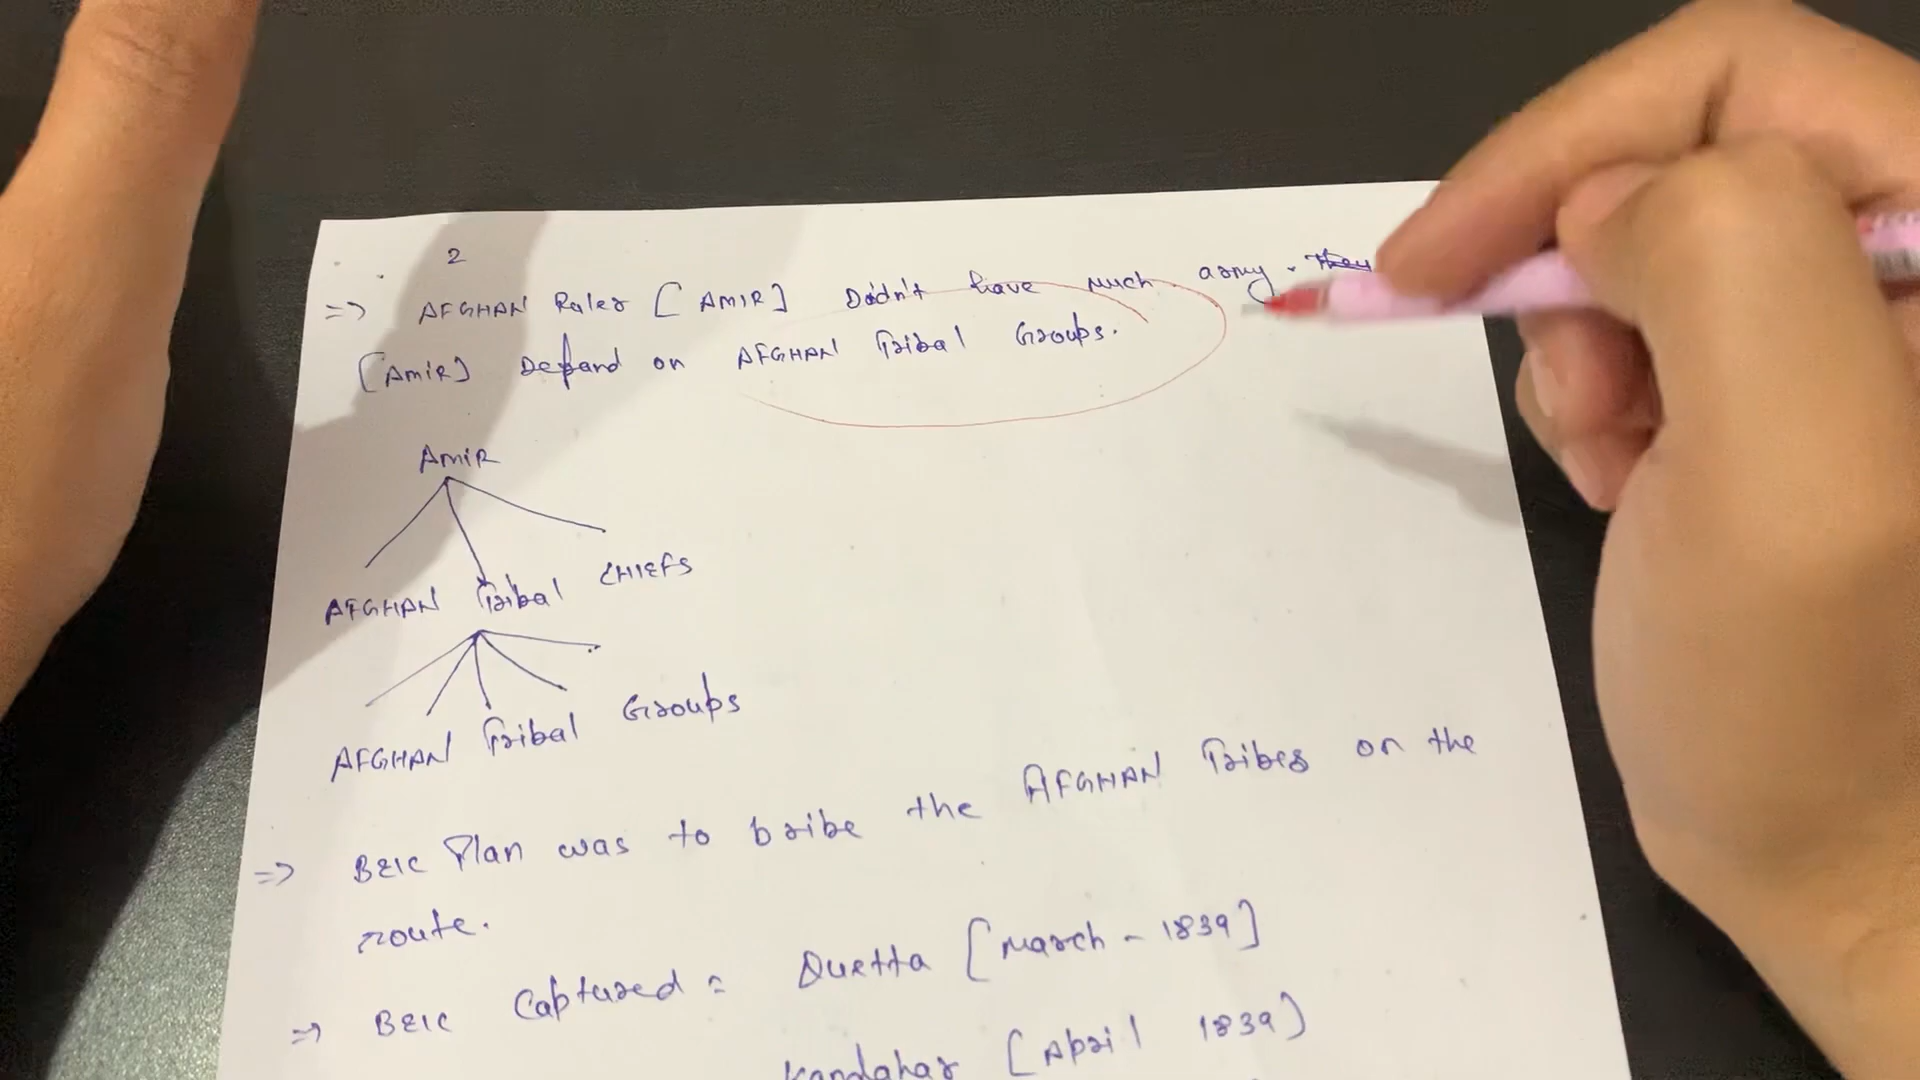 2
=> AFGHAN Ruler [AMIR] Didn't have much army. They
[AMIR] Depand on AFGHAN Tribal Groups.
AMIR
AFGHAN Tribal CHIEFS
AFGHAN Tribal Groups
=> BEIC Plan was to bribe the AFGHAN Tribes on the
route.
=> BEIC Captured = Quetta [March - 1839]
Kandahar [April 1839]